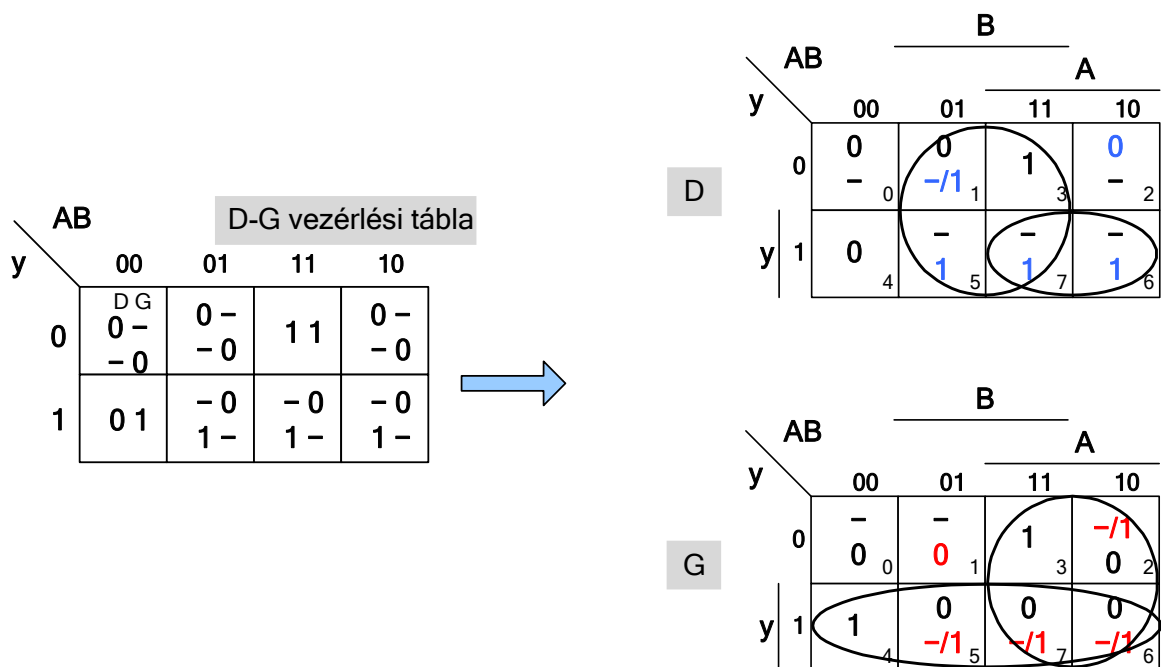 AB
D-G vezérlési tábla
y
00 01 11 10
D G
0 0 – 0 – 1 1 0 –
– 0 – 0 – 0
1 0 1 – 0 – 0 – 0
1 – 1 – 1 –
D
B
AB
A
y
00 01 11 10
0 0 0 1 0
– 0 –/1 1 3 – 2
y 1 0 – – –
4 1 5 1 7 1 6
G
B
AB
A
y
00 01 11 10
0 – – 1 –/1
0 0 0 1 3 0 2
y 1 1 0 0 0
4 –/1 5 –/1 7 –/1 6